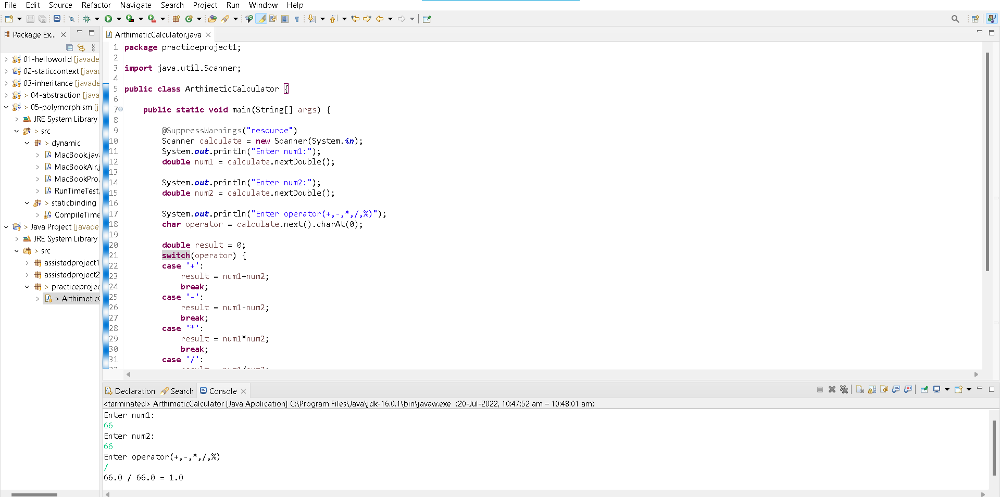 File Edit Source Refactor Navigate Search Project Run Window Help
Package Ex...
01-helloworld [javade
02-staticcontext [javac
03-inheritance [javade
> 04-abstraction [java
> 05-polymorphism [j
JRE System Library
> src
> dynamic
MacBook.java
MacBookAir.j
MacBookPro.
RunTimeTest.
> staticbinding
CompileTime
> Java Project [javade
JRE System Library
> src
assistedproject1
assistedproject2
> practiceprojec
> ArthimeticC
ArthimeticCalculator.java
1 package practiceproject1;
2
3 import java.util.Scanner;
4
5 public class ArthimeticCalculator {
6
7 public static void main(String[] args) {
8
9 @SuppressWarnings("resource")
10 Scanner calculate = new Scanner(System.in);
11 System.out.println("Enter num1:");
12 double num1 = calculate.nextDouble();
13
14 System.out.println("Enter num2:");
15 double num2 = calculate.nextDouble();
16
17 System.out.println("Enter operator(+,-,*,/,%)");
18 char operator = calculate.next().charAt(0);
19
20 double result = 0;
21 switch(operator) {
22 case '+':
23 result = num1+num2;
24 break;
25 case '-':
26 result = num1-num2;
27 break;
28 case '*':
29 result = num1*num2;
30 break;
31 case '/':
Declaration Search Console
<terminated> ArthimeticCalculator [Java Application] C:\Program Files\Java\jdk-16.0.1\bin\javaw.exe (20-Jul-2022, 10:47:52 am – 10:48:01 am)
Enter num1:
66
Enter num2:
66
Enter operator(+,-,*,/,%)
/
66.0 / 66.0 = 1.0